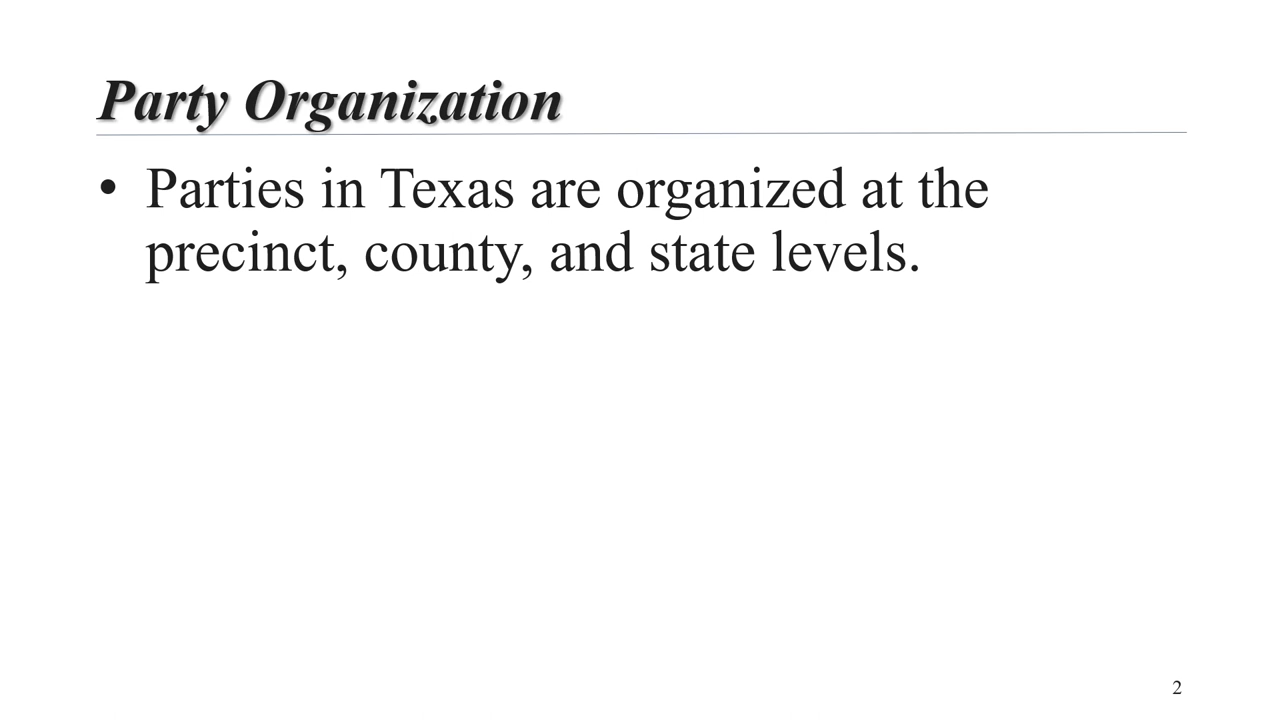 Party Organization
• Parties in Texas are organized at the
precinct, county, and state levels.
2